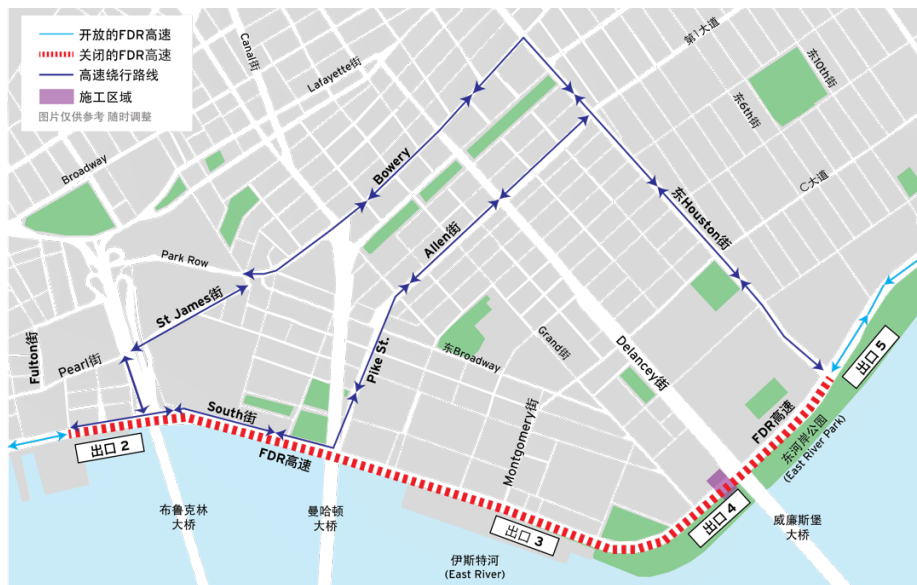 开放的FDR高速
关闭的FDR高速
高速绕行路线
施工区域
图片仅供参考 随时调整
Canal街
Lafayette街
第1大道
东10th街
东6th街
C大道
Broadway
Bowery
Allen街
东Houston街
Park Row
St James街
Pike St.
Fulton街
Pearl街
东Broadway
Grand街
Delancey街
South街
Montgomery街
FDR高速
FDR高速
出口 2
出口 3
出口 4
出口 5
东河岸公园
(East River Park)
布鲁克林
大桥
曼哈顿
大桥
威廉斯堡
大桥
伊斯特河
(East River)